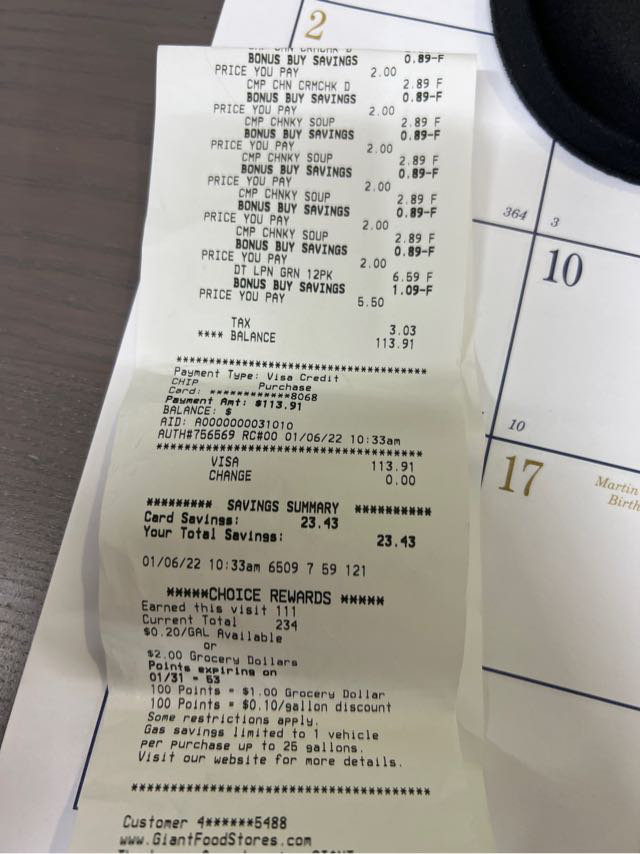 2
CMP CHN CRMCHK D
BONUS BUY SAVINGS 0.89-F
PRICE YOU PAY 2.00
CMP CHN CRMCHK D 2.89 F
BONUS BUY SAVINGS 0.89-F
PRICE YOU PAY 2.00
CMP CHNKY SOUP 2.89 F
BONUS BUY SAVINGS 0.89-F
PRICE YOU PAY 2.00
CMP CHNKY SOUP 2.89 F
BONUS BUY SAVINGS 0.89-F
PRICE YOU PAY 2.00
CMP CHNKY SOUP 2.89 F
BONUS BUY SAVINGS 0.89-F
PRICE YOU PAY 2.00
CMP CHNKY SOUP 2.89 F
BONUS BUY SAVINGS 0.89-F
PRICE YOU PAY 2.00
DT LPN GRN 12PK 6.59 F
BONUS BUY SAVINGS 1.09-F
PRICE YOU PAY 5.50
TAX 3.03
**** BALANCE 113.91
****************************************
Payment Type: Visa Credit
CHIP Purchase
Card: ************8068
Payment Amt: $113.91
BALANCE: $
AID: A0000000031010
AUTH#756569 RC#00 01/06/22 10:33am
****************************************
VISA 113.91
CHANGE 0.00
********* SAVINGS SUMMARY **********
Card Savings: 23.43
Your Total Savings: 23.43
01/06/22 10:33am 6509 7 59 121
*****CHOICE REWARDS *****
Earned this visit 111
Current Total 234
$0.20/GAL Available
or
$2.00 Grocery Dollars
Points expiring on
01/31 = 53
100 Points = $1.00 Grocery Dollar
100 Points = $0.10/gallon discount
Some restrictions apply.
Gas savings limited to 1 vehicle
per purchase up to 25 gallons.
Visit our website for more details.
****************************************
Customer 4******5488
www.GiantFoodStores.com
364
3
10
10
17
Martin
Birth